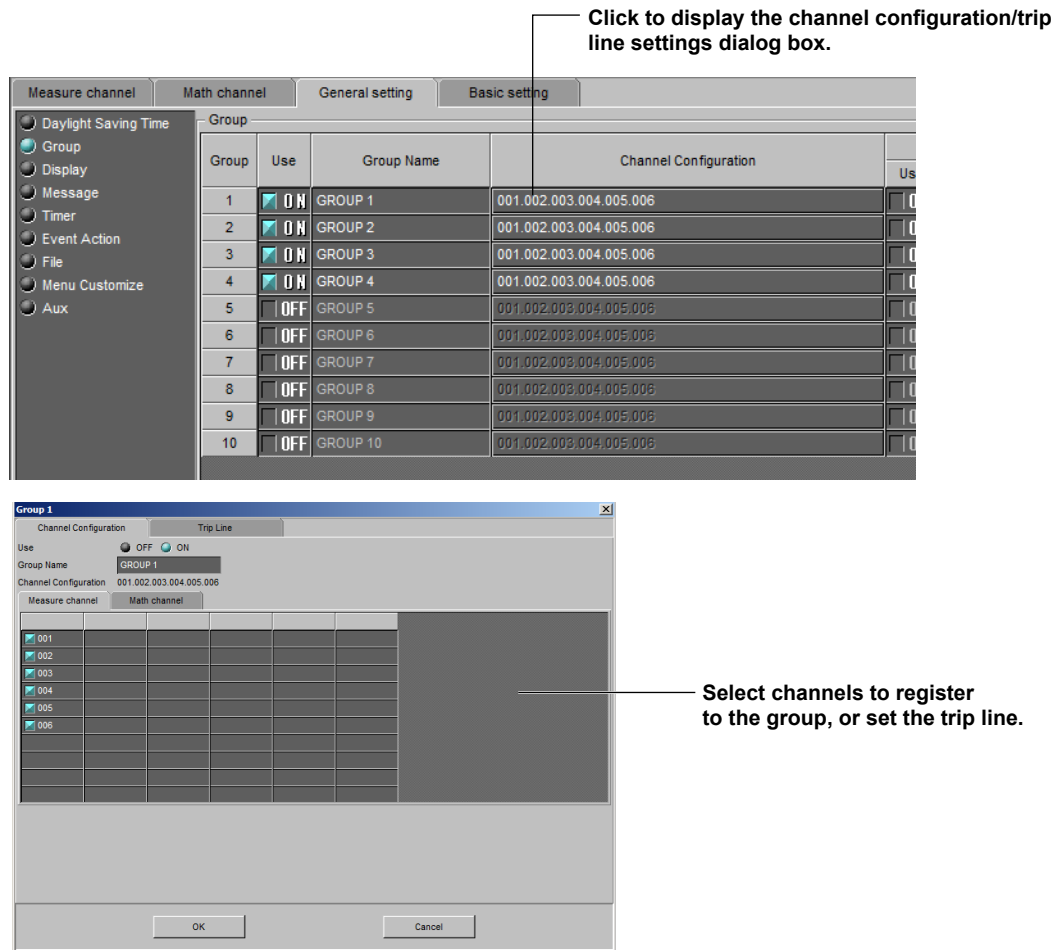 Click to display the channel configuration/trip
line settings dialog box.
Measure channel Math channel General setting Basic setting
Daylight Saving Time
Group
Display
Message
Timer
Event Action
File
Menu Customize
Aux
Group
Group Use Group Name Channel Configuration
1 ON GROUP 1 001.002.003.004.005.006
2 ON GROUP 2 001.002.003.004.005.006
3 ON GROUP 3 001.002.003.004.005.006
4 ON GROUP 4 001.002.003.004.005.006
5 OFF GROUP 5 001.002.003.004.005.006
6 OFF GROUP 6 001.002.003.004.005.006
7 OFF GROUP 7 001.002.003.004.005.006
8 OFF GROUP 8 001.002.003.004.005.006
9 OFF GROUP 9 001.002.003.004.005.006
10 OFF GROUP 10 001.002.003.004.005.006
Group 1
Channel Configuration Trip Line
Use OFF ON
Group Name GROUP 1
Channel Configuration 001.002.003.004.005.006
Measure channel Math channel
001
002
003
004
005
006
Select channels to register
to the group, or set the trip line.
OK Cancel